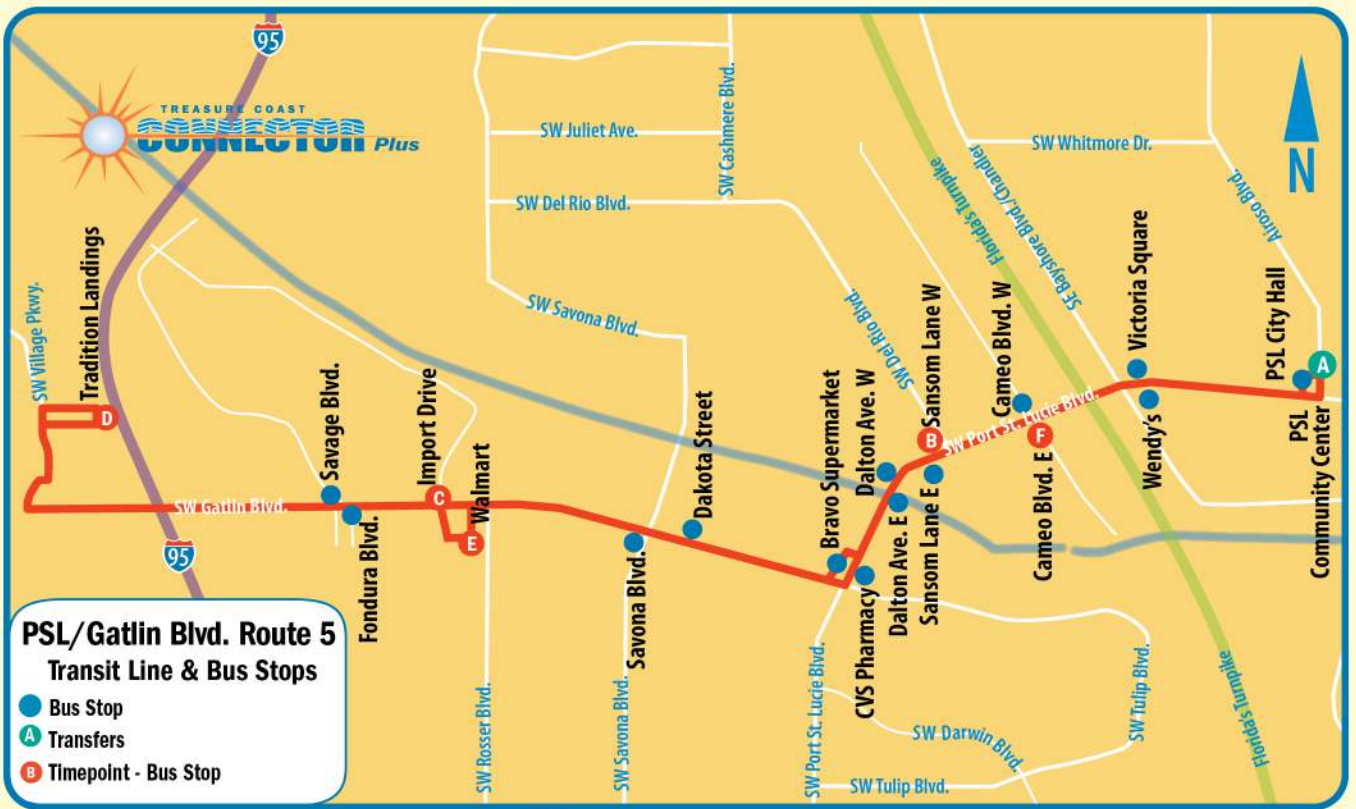 95
TREASURE COAST
CONNECTOR Plus
SW Juliet Ave.
SW Cashmere Blvd.
SW Del Rio Blvd.
SW Whitmore Dr.
Florida's Turnpike
Florida's Turnpike
SE Bayshore Blvd./Chandler
Airoso Blvd.
N
SW Village Pkwy.
Tradition Landings
D
SW Savona Blvd.
SW Del Rio Blvd.
Sansom Lane W
Cameo Blvd. W
Victoria Square
PSL City Hall
A
Savage Blvd.
Import Drive
Walmart
Dakota Street
Bravo Supermarket
Dalton Ave. W
B
SW Port St. Lucie Blvd.
F
Wendy's
PSL
Community Center
SW Gatlin Blvd.
C
E
95
Fondura Blvd.
Savona Blvd.
CVS Pharmacy
Dalton Ave. E
Sansom Lane E
Cameo Blvd. E
SW Rosser Blvd.
SW Savona Blvd.
SW Port St. Lucie Blvd.
SW Darwin Blvd.
SW Tulip Blvd.
SW Tulip Blvd.
Florida's Turnpike
PSL/Gatlin Blvd. Route 5
Transit Line & Bus Stops
Bus Stop
A Transfers
B Timepoint - Bus Stop